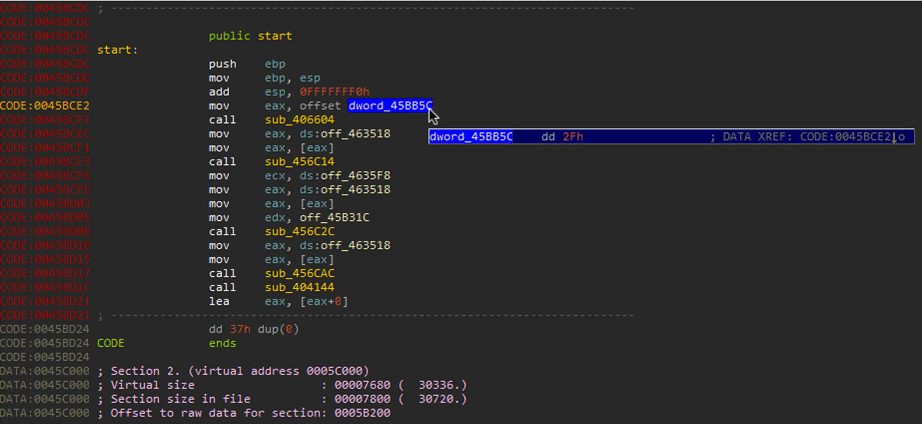 CODE:0045BCDC ; ---------------------------------------------------------------------------
CODE:0045BCDC
CODE:0045BCDC public start
CODE:0045BCDC start:
CODE:0045BCDC push ebp
CODE:0045BCDD mov ebp, esp
CODE:0045BCDF add esp, 0FFFFFFF0h
CODE:0045BCE2 mov eax, offset dword_45BB5C
CODE:0045BCE7 call sub_406604
CODE:0045BCEC mov eax, ds:off_463518
dword_45BB5C dd 2Fh ; DATA XREF: CODE:0045BCE2↓o
CODE:0045BCF1 mov eax, [eax]
CODE:0045BCF3 call sub_456C14
CODE:0045BCF8 mov ecx, ds:off_4635F8
CODE:0045BCFE mov eax, ds:off_463518
CODE:0045BD03 mov eax, [eax]
CODE:0045BD05 mov edx, off_45B31C
CODE:0045BD0B call sub_456C2C
CODE:0045BD10 mov eax, ds:off_463518
CODE:0045BD15 mov eax, [eax]
CODE:0045BD17 call sub_456CAC
CODE:0045BD1C call sub_404144
CODE:0045BD21 lea eax, [eax+0]
CODE:0045BD21 ; ---------------------------------------------------------------------------
CODE:0045BD24 dd 37h dup(0)
CODE:0045BD24 CODE ends
CODE:0045BD24
DATA:0045C000 ; Section 2. (virtual address 0005C000)
DATA:0045C000 ; Virtual size : 00007680 ( 30336.)
DATA:0045C000 ; Section size in file : 00007800 ( 30720.)
DATA:0045C000 ; Offset to raw data for section: 0005B200